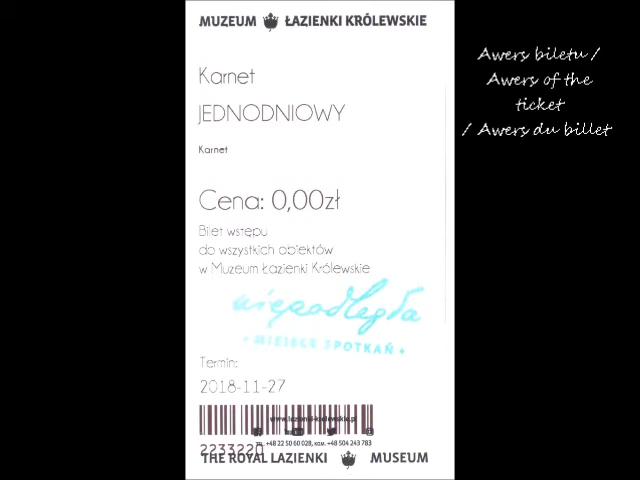 MUZEUM ŁAZIENKI KRÓLEWSKIE
Karnet
JEDNODNIOWY
Karnet
Cena: 0,00zł
Bilet wstępu
do wszystkich obiektów
w Muzeum Łazienki Królewskie
niepodległa
• MIEJSCE SPOTKAŃ •
Termin:
2018-11-27
www.lazienki-krolewskie.pl
TEL. +48 22 50 60 028, KOM. +48 504 243 783
2233220
THE ROYAL LAZIENKI MUSEUM
Awers biletu /
Awers of the
ticket
/ Awers du billet